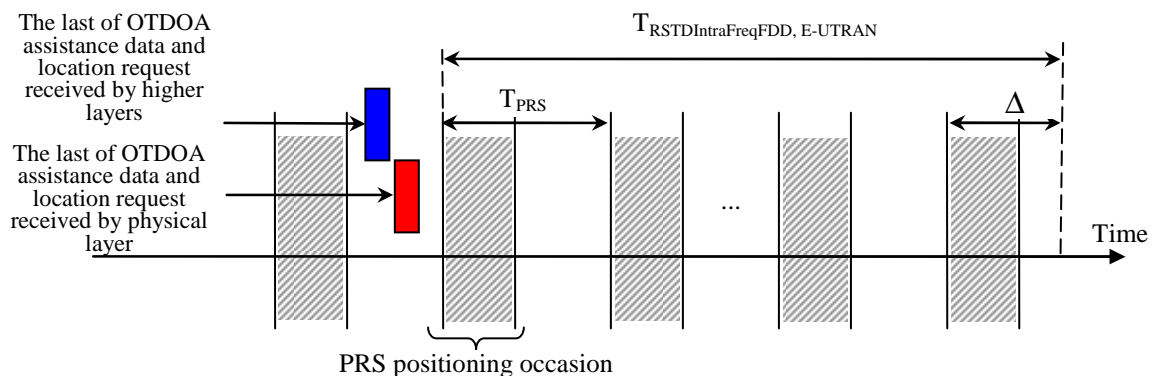 The last of OTDOA
assistance data and
location request
received by higher
layers
The last of OTDOA
assistance data and
location request
received by physical
layer
T_RSTDIntraFreqFDD, E-UTRAN
T_PRS
Δ
...
Time
PRS positioning occasion